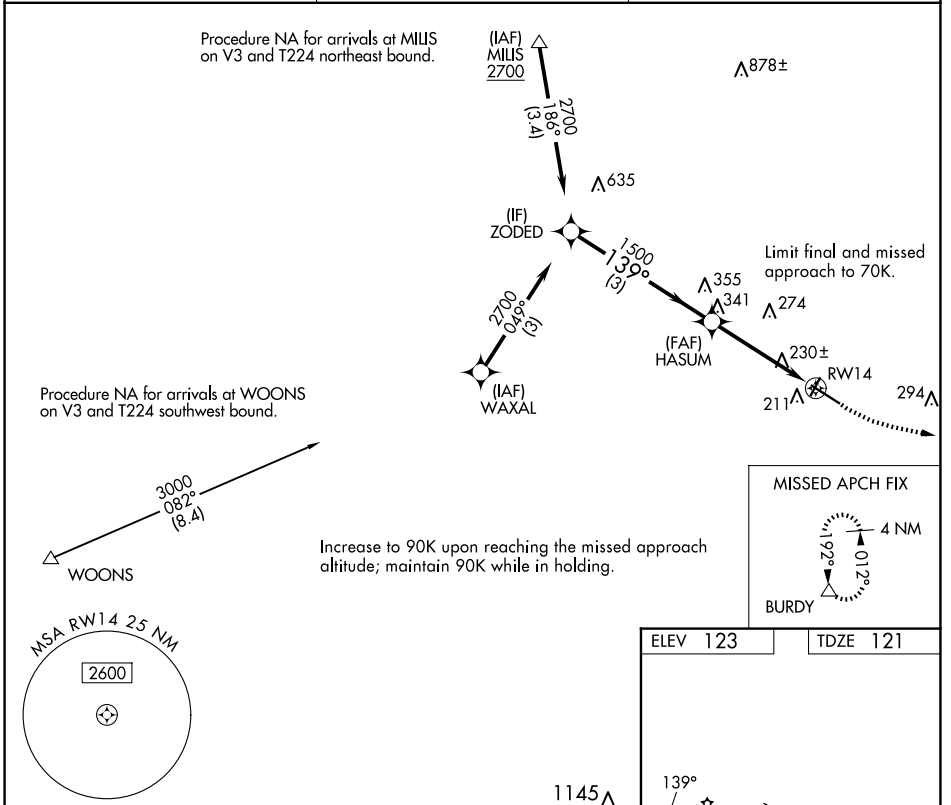 Procedure NA for arrivals at MILIS
on V3 and T224 northeast bound.
(IAF)
MILIS
2700
2700
186°
(3.4)
878±
635
(IF)
ZODED
1500
139°
(3)
Limit final and missed
approach to 70K.
355
341
274
(FAF)
HASUM
230±
RW14
211
294
2700
049°
(3)
(IAF)
WAXAL
Procedure NA for arrivals at WOONS
on V3 and T224 southwest bound.
3000
082°
(8.4)
WOONS
Increase to 90K upon reaching the missed approach
altitude; maintain 90K while in holding.
MISSED APCH FIX
4 NM
192°
012°
BURDY
MSA RW14 25 NM
2600
ELEV 123
TDZE 121
139°
1145